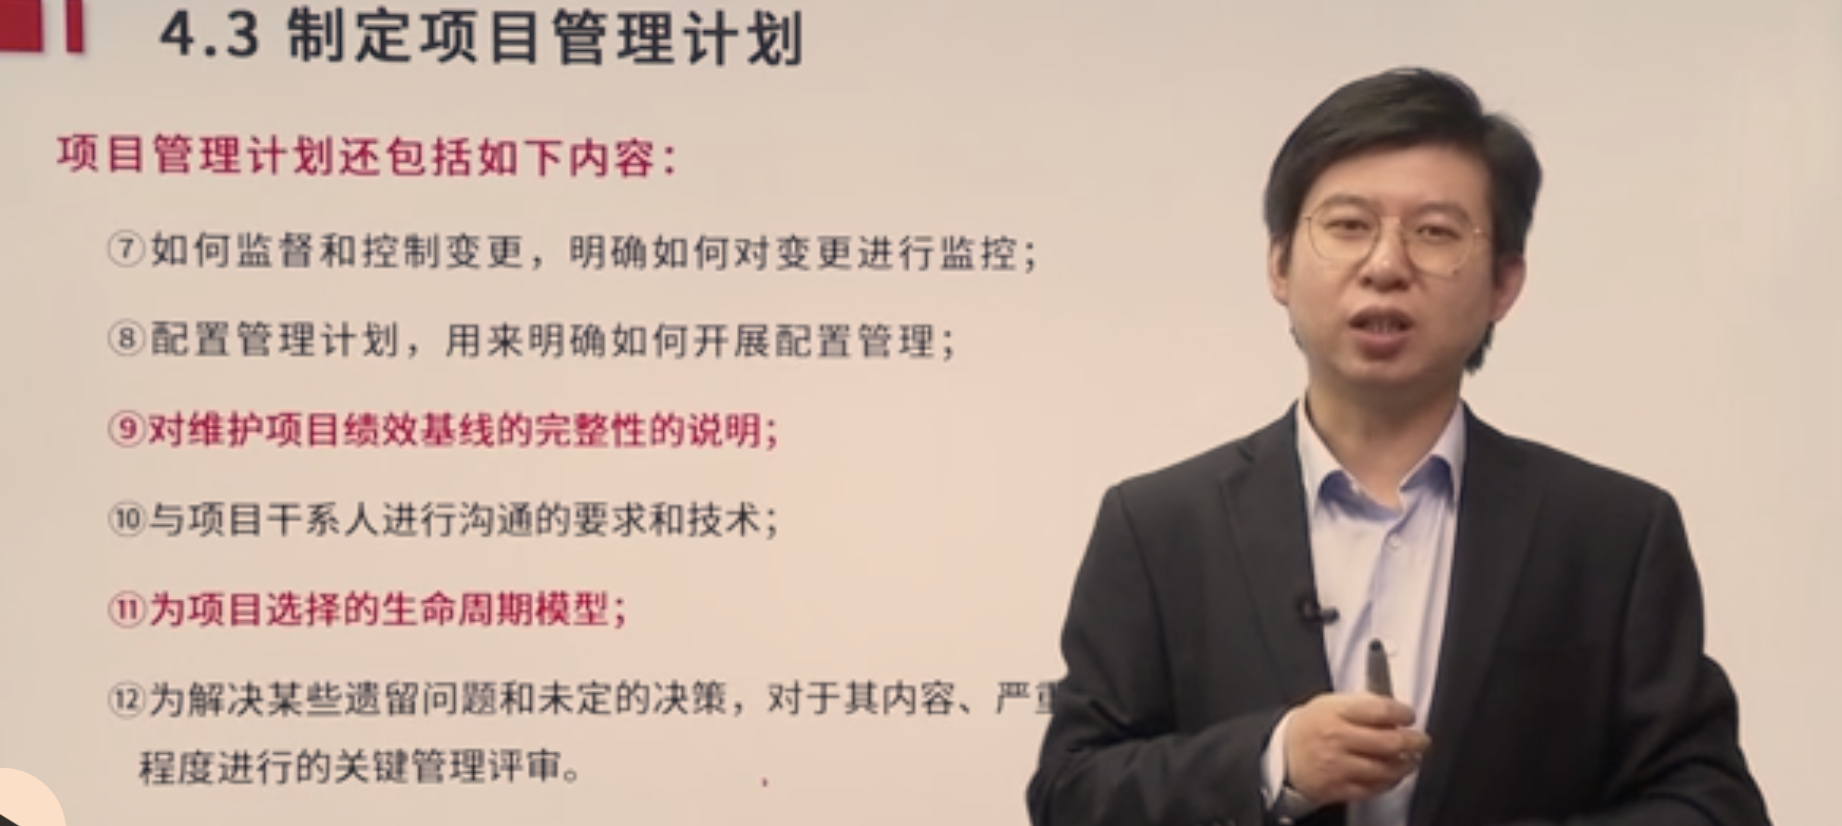 4.3 制定项目管理计划
项目管理计划还包括如下内容：
⑦如何监督和控制变更，明确如何对变更进行监控；
⑧配置管理计划，用来明确如何开展配置管理；
⑨对维护项目绩效基线的完整性的说明；
⑩与项目干系人进行沟通的要求和技术；
⑪为项目选择的生命周期模型；
⑫为解决某些遗留问题和未定的决策，对于其内容、严重
程度进行的关键管理评审。